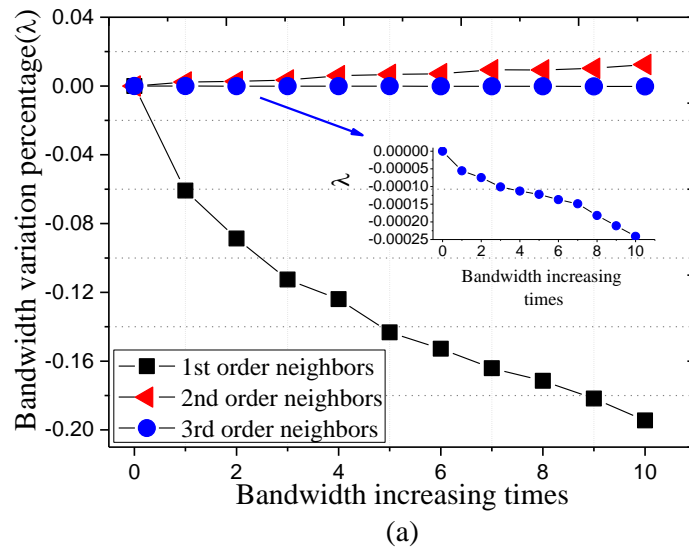 0.04
0.00
-0.04
-0.08
-0.12
-0.16
-0.20
Bandwidth variation percentage(λ)
0.00000
-0.00005
-0.00010
-0.00015
-0.00020
-0.00025
λ
0 2 4 6 8 10
Bandwidth increasing
times
1st order neighbors
2nd order neighbors
3rd order neighbors
0 2 4 6 8 10
Bandwidth increasing times
(a)